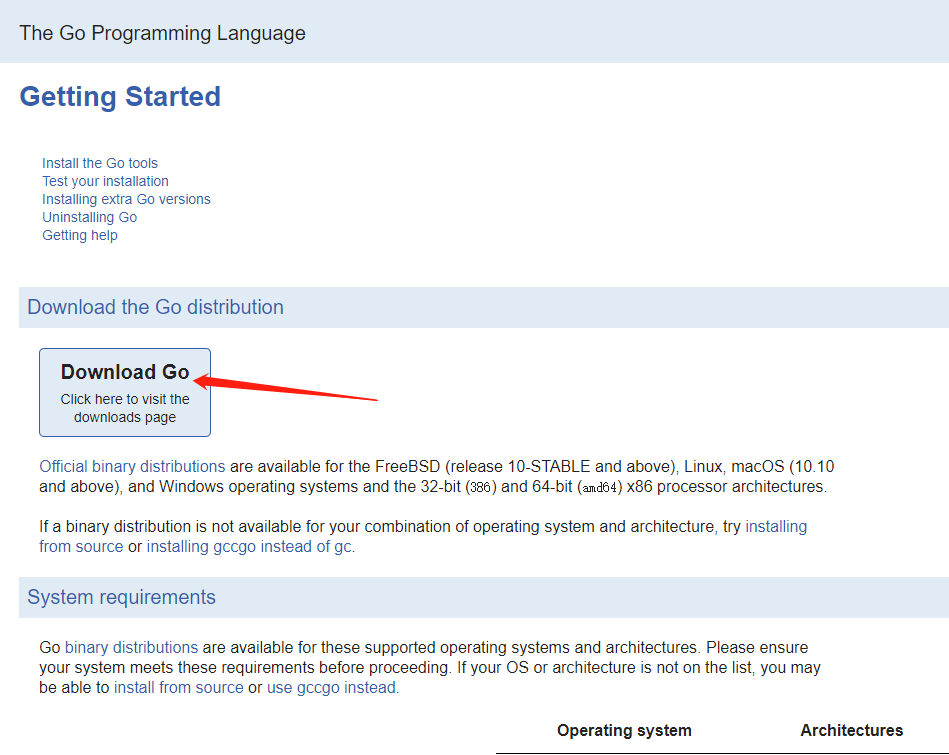 The Go Programming Language
Getting Started
Install the Go tools
Test your installation
Installing extra Go versions
Uninstalling Go
Getting help
Download the Go distribution
Download Go
Click here to visit the
downloads page
Official binary distributions are available for the FreeBSD (release 10-STABLE and above), Linux, macOS (10.10
and above), and Windows operating systems and the 32-bit (386) and 64-bit (amd64) x86 processor architectures.
If a binary distribution is not available for your combination of operating system and architecture, try installing
from source or installing gccgo instead of gc.
System requirements
Go binary distributions are available for these supported operating systems and architectures. Please ensure
your system meets these requirements before proceeding. If your OS or architecture is not on the list, you may
be able to install from source or use gccgo instead.
Operating system Architectures